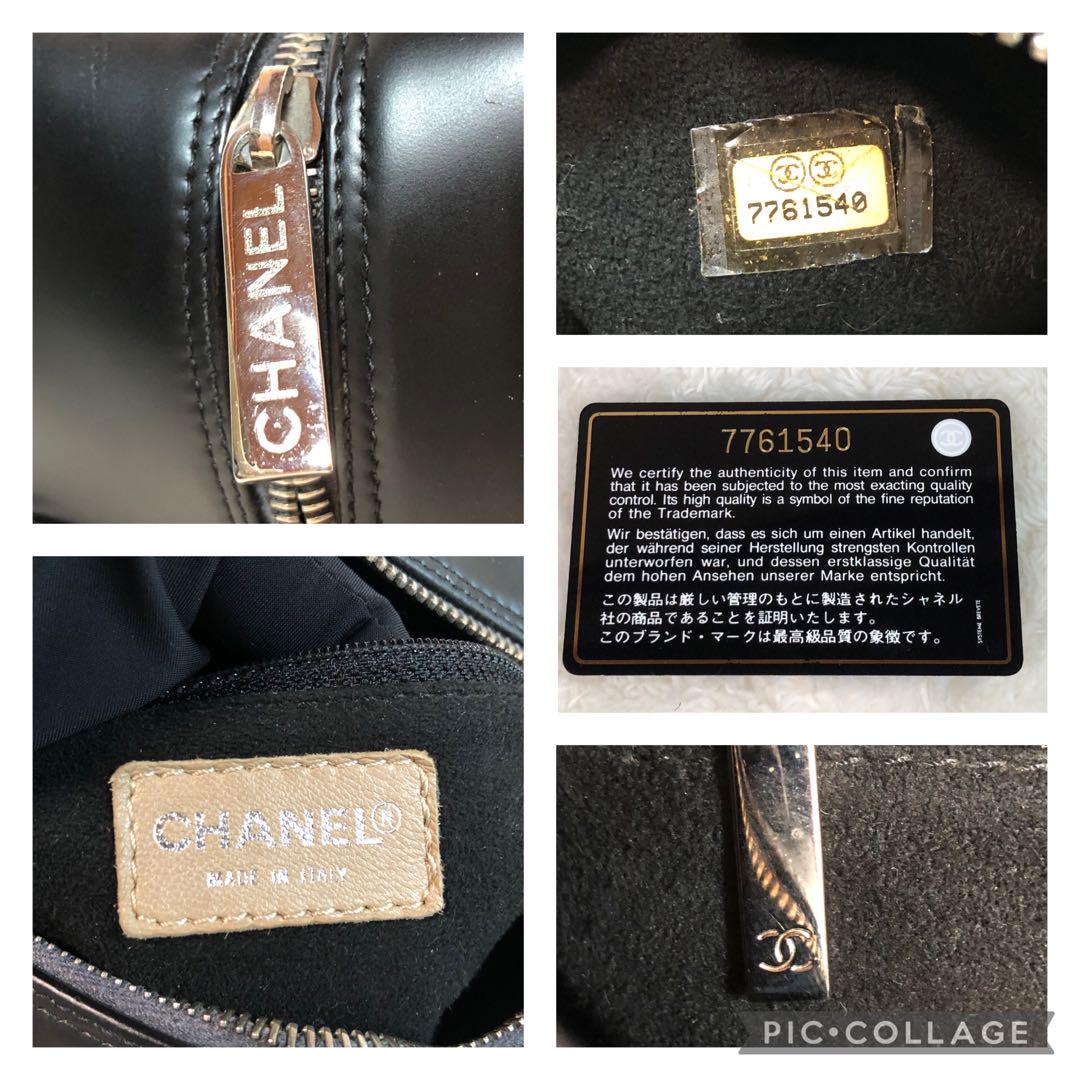 CHANEL
7761540
7761540
We certify the authenticity of this item and confirm
that it has been subjected to the most exacting quality
control. Its high quality is a symbol of the fine reputation
of the Trademark.
Wir bestätigen, dass es sich um einen Artikel handelt,
der während seiner Herstellung strengsten Kontrollen
unterworfen war, und dessen erstklassige Qualität
dem hohen Ansehen unserer Marke entspricht.
この製品は厳しい管理のもとに製造されたシャネル
社の商品であることを証明いたします。
このブランド・マークは最高級品質の象徴です。
SYSTEME BREVETE
CHANEL®
MADE IN ITALY
PIC•COLLAGE